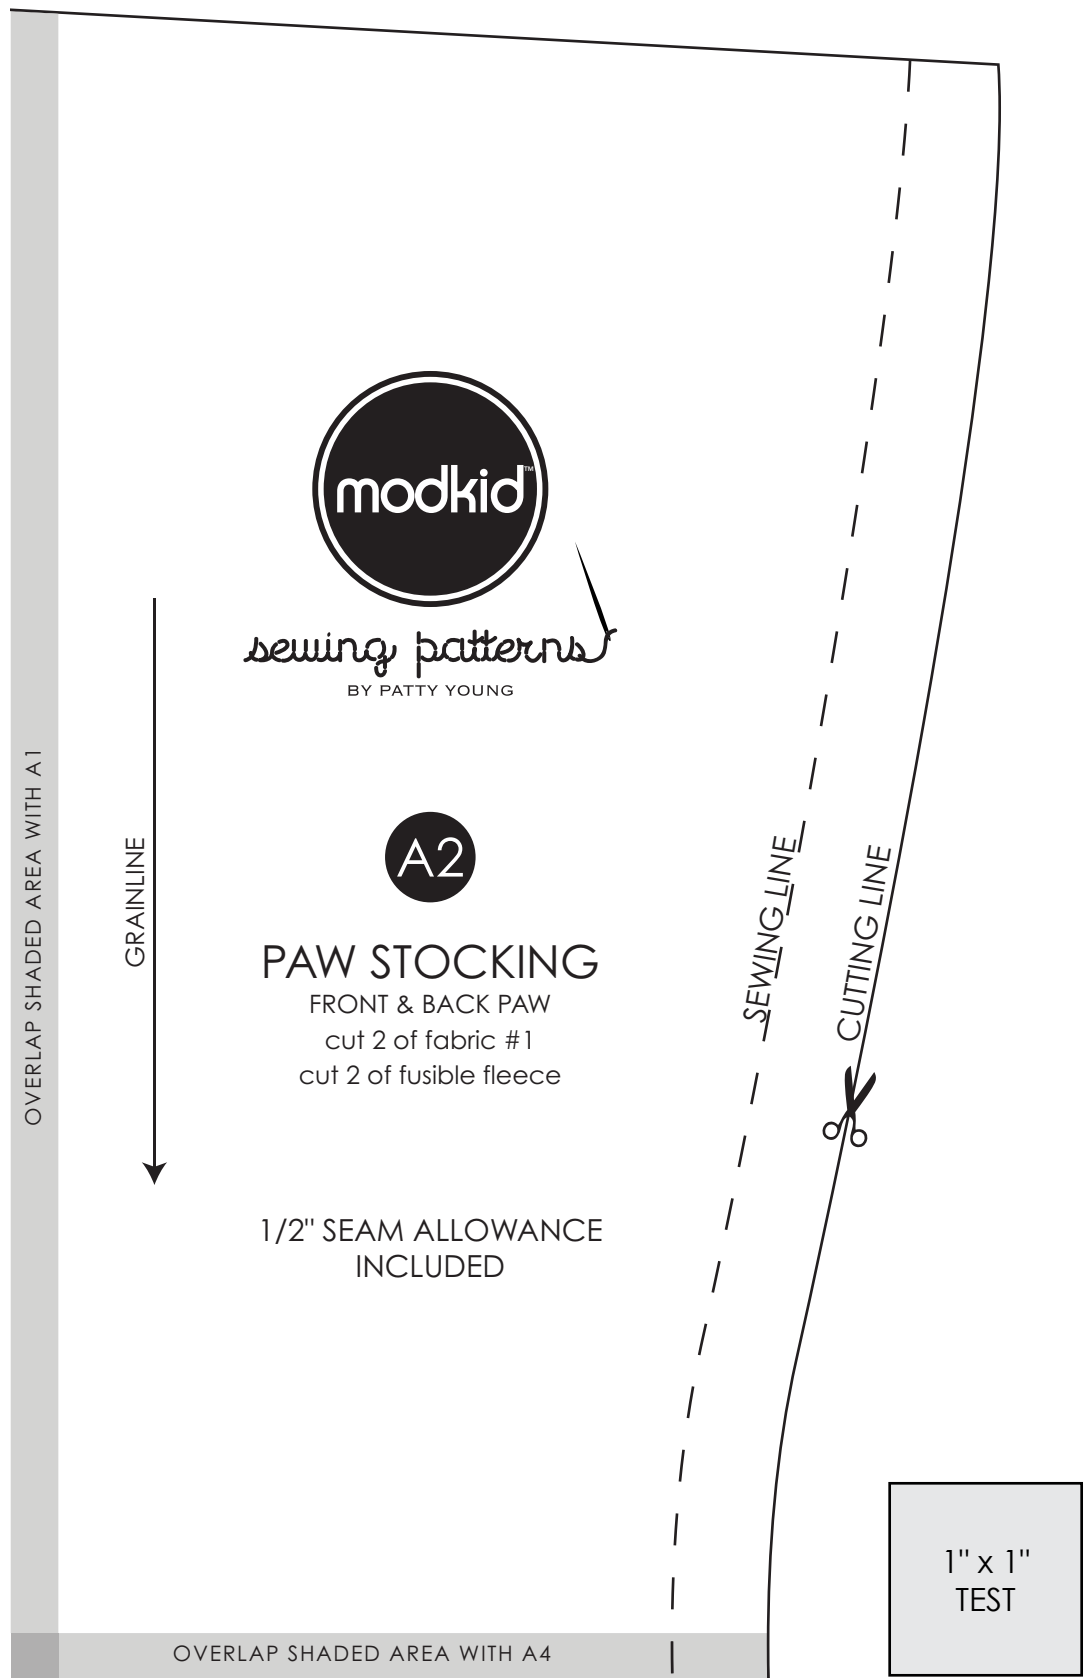 modkid™
sewing patterns
BY PATTY YOUNG
OVERLAP SHADED AREA WITH A1
GRAINLINE
A2
PAW STOCKING
FRONT & BACK PAW
cut 2 of fabric #1
cut 2 of fusible fleece
SEWING LINE
CUTTING LINE
1/2" SEAM ALLOWANCE
INCLUDED
1" x 1"
TEST
OVERLAP SHADED AREA WITH A4